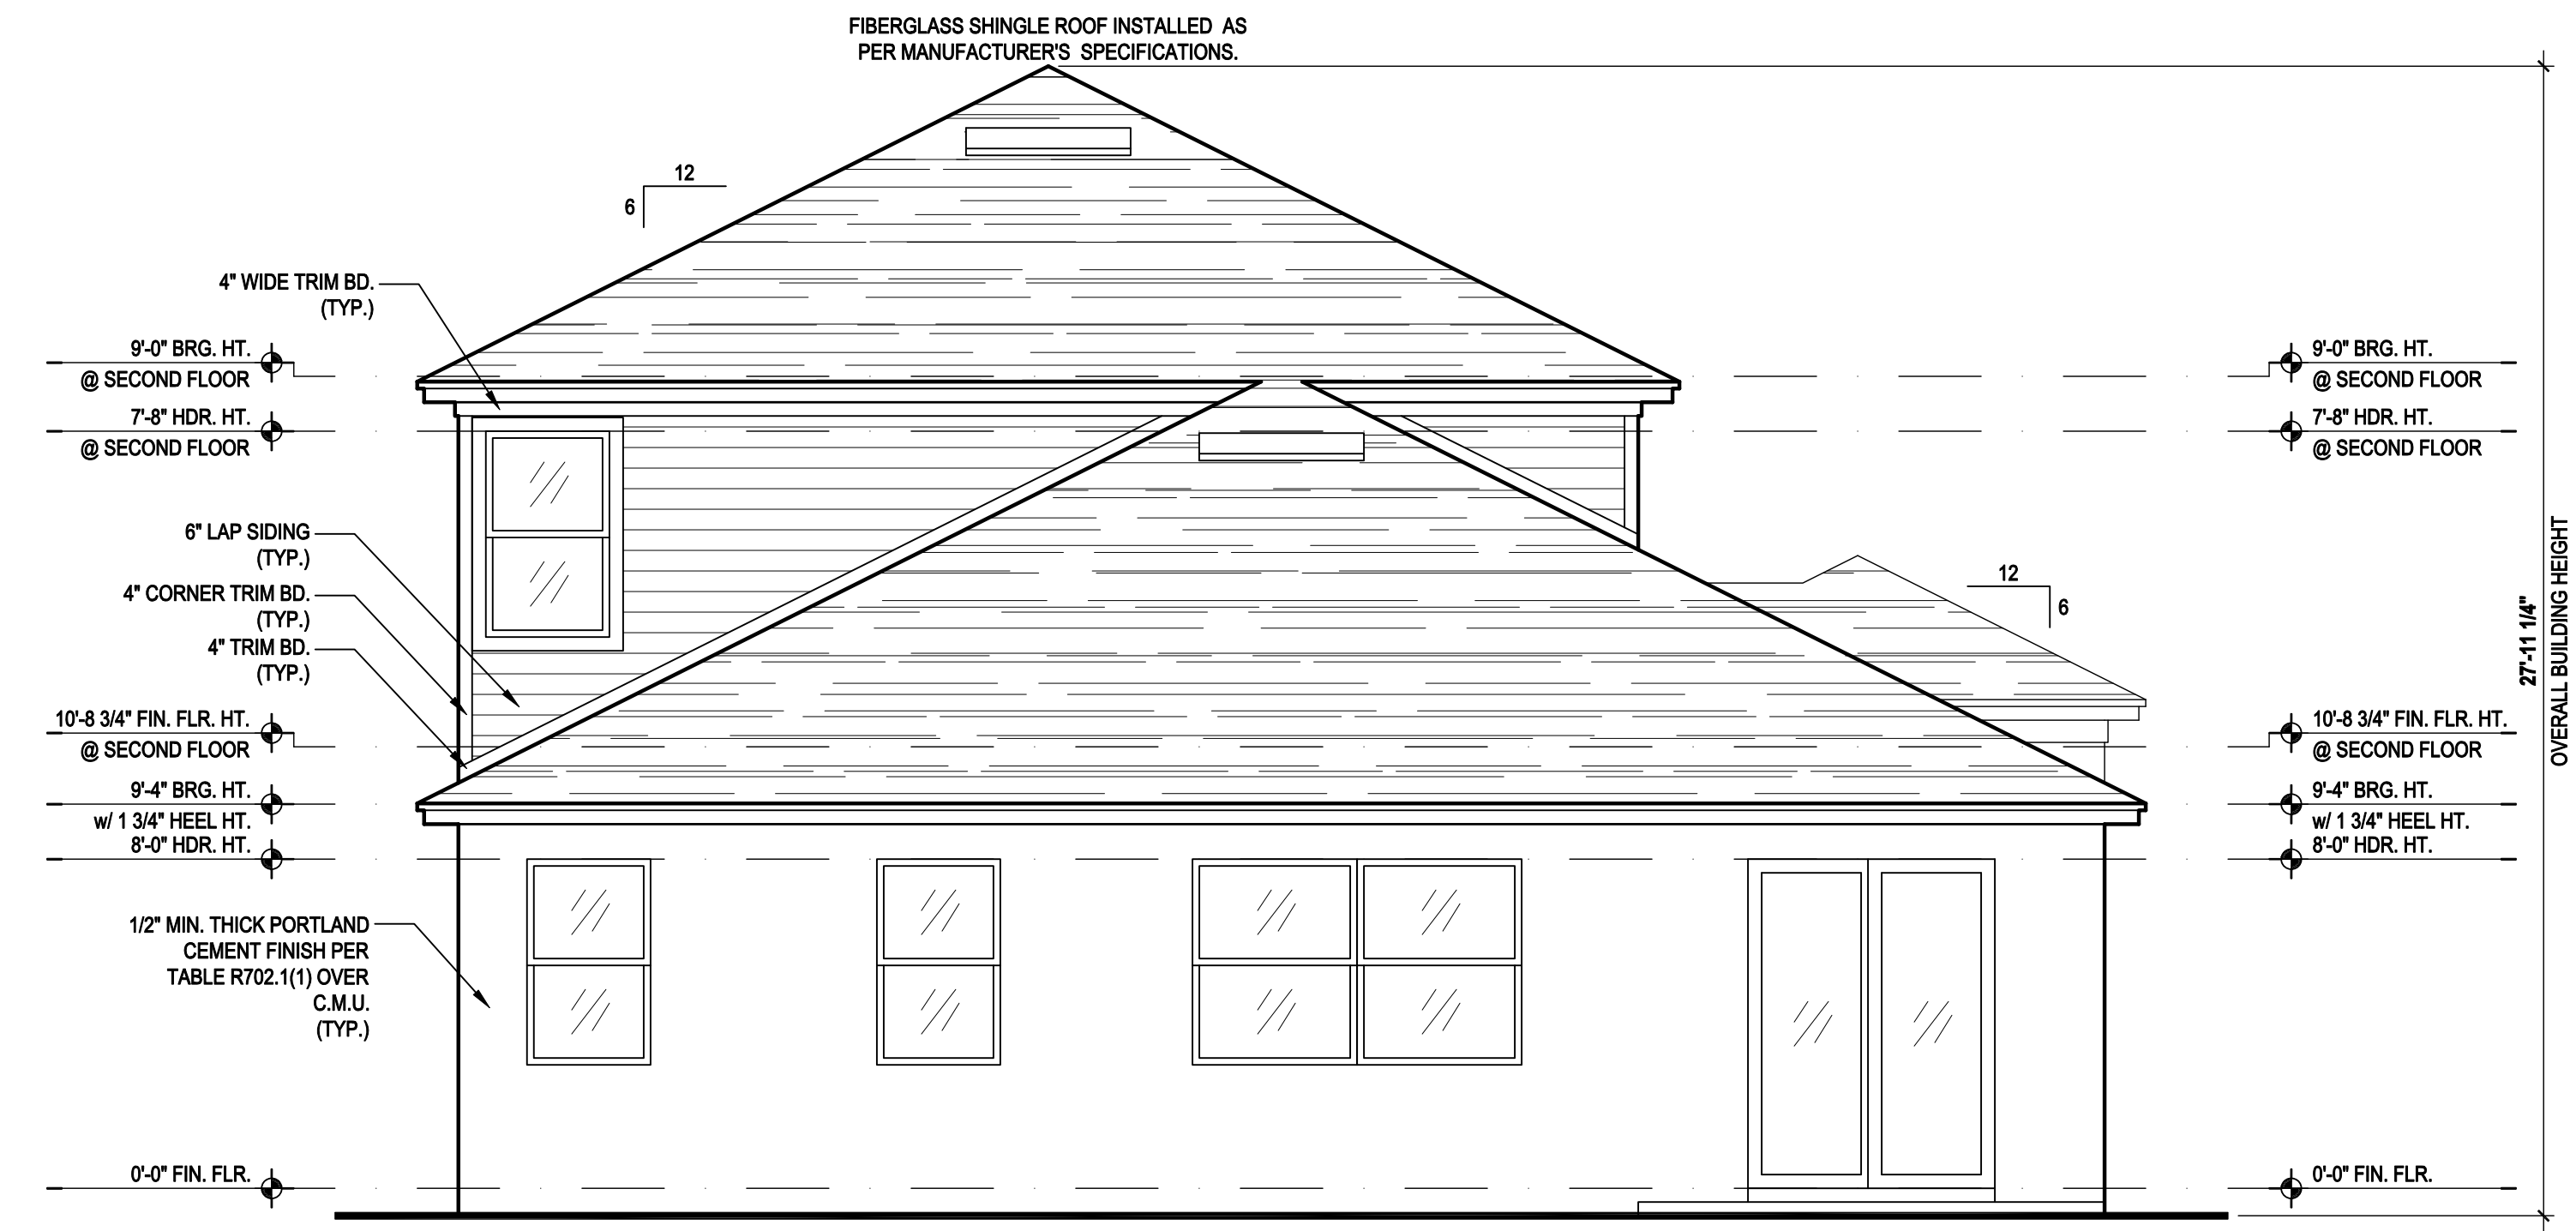 FIBERGLASS SHINGLE ROOF INSTALLED AS
PER MANUFACTURER'S SPECIFICATIONS.
12
6
4" WIDE TRIM BD.
(TYP.)
9'-0" BRG. HT.
@ SECOND FLOOR
7'-8" HDR. HT.
@ SECOND FLOOR
6" LAP SIDING
(TYP.)
4" CORNER TRIM BD.
(TYP.)
4" TRIM BD.
(TYP.)
10'-8 3/4" FIN. FLR. HT.
@ SECOND FLOOR
9'-4" BRG. HT.
w/ 1 3/4" HEEL HT.
8'-0" HDR. HT.
1/2" MIN. THICK PORTLAND
CEMENT FINISH PER
TABLE R702.1(1) OVER
C.M.U.
(TYP.)
0'-0" FIN. FLR.
9'-0" BRG. HT.
@ SECOND FLOOR
7'-8" HDR. HT.
@ SECOND FLOOR
12
6
10'-8 3/4" FIN. FLR. HT.
@ SECOND FLOOR
9'-4" BRG. HT.
w/ 1 3/4" HEEL HT.
8'-0" HDR. HT.
0'-0" FIN. FLR.
27'-11 1/4"
OVERALL BUILDING HEIGHT